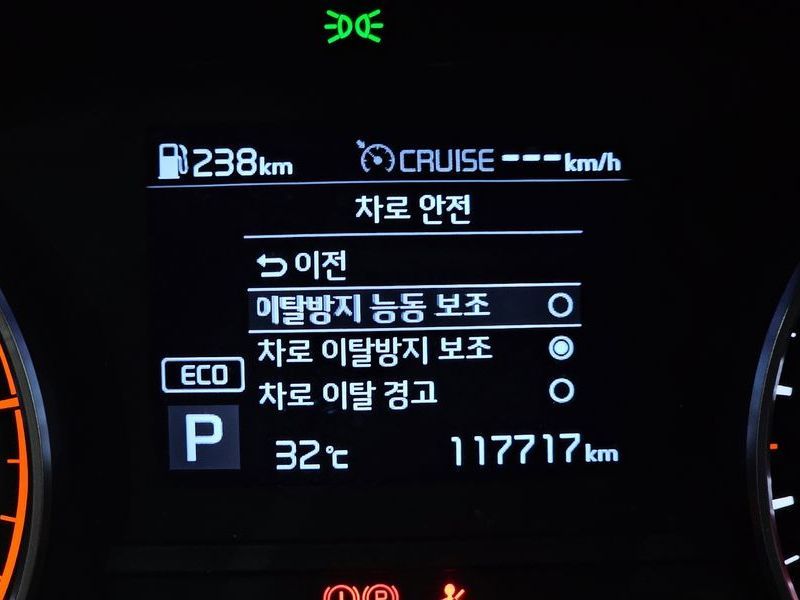 238km CRUISE ---km/h
차로 안전
이전
이탈방지 능동 보조
차로 이탈방지 보조
ECO
차로 이탈 경고
P
32℃ 117717km